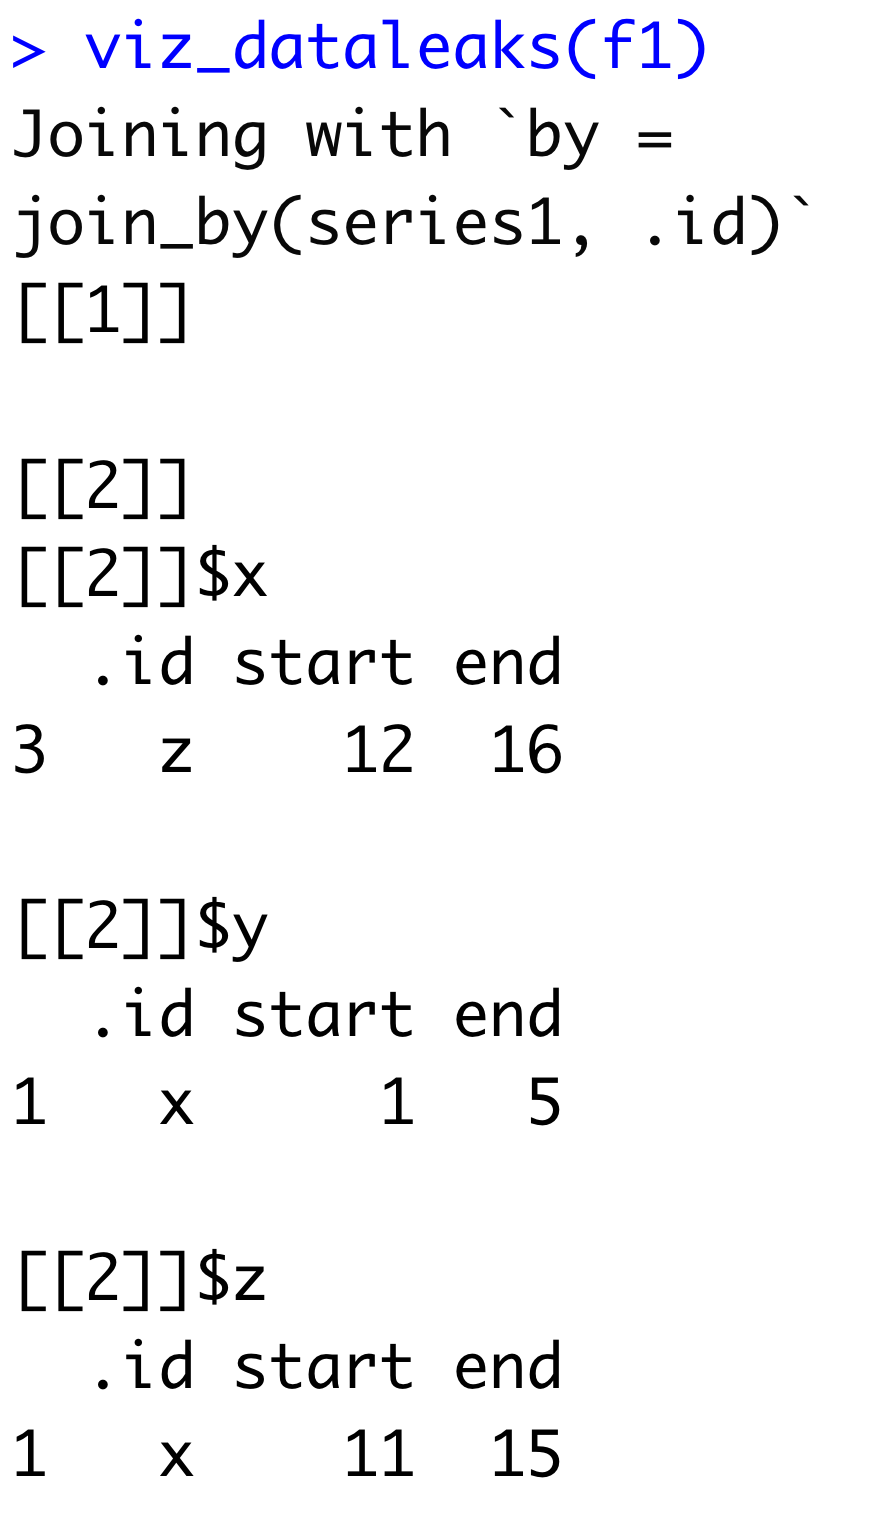 > viz_dataleaks(f1)
Joining with `by =
join_by(series1, .id)`
[[1]]

[[2]]
[[2]]$x
  .id start end
3   z    12  16

[[2]]$y
  .id start end
1   x     1   5

[[2]]$z
  .id start end
1   x    11  15